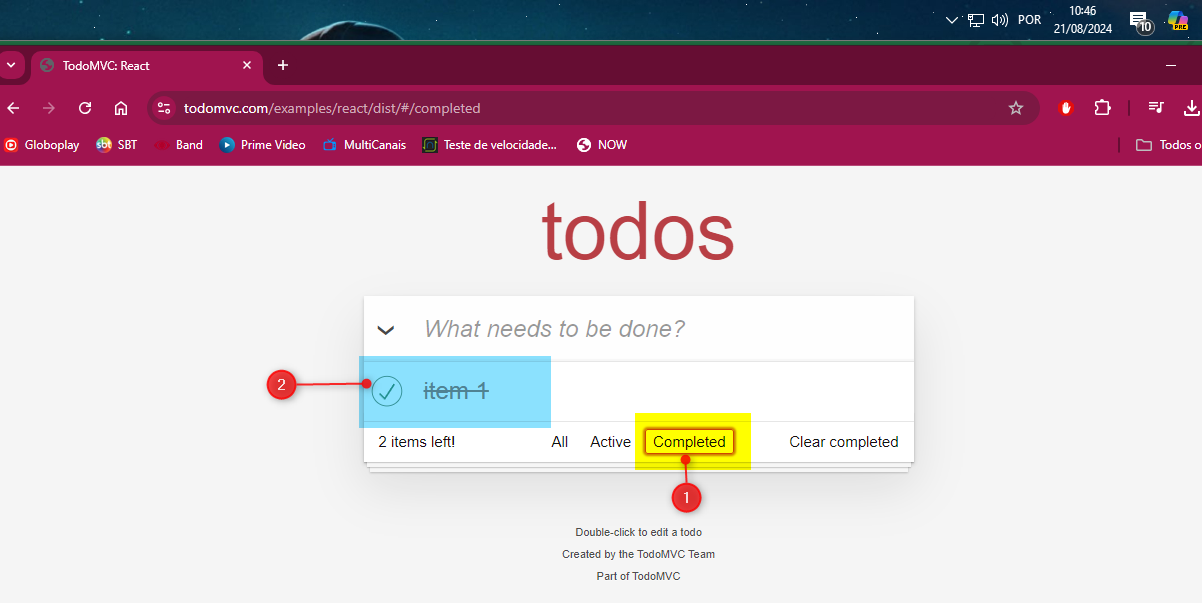 10:46
POR
21/08/2024
10
PRE
TodoMVC: React
todomvc.com/examples/react/dist/#/completed
Globoplay
sbt SBT
Band
Prime Video
MultiCanais
Teste de velocidade...
NOW
Todos o
todos
What needs to be done?
2
item 1
2 items left!
All
Active
Completed
Clear completed
1
Double-click to edit a todo
Created by the TodoMVC Team
Part of TodoMVC